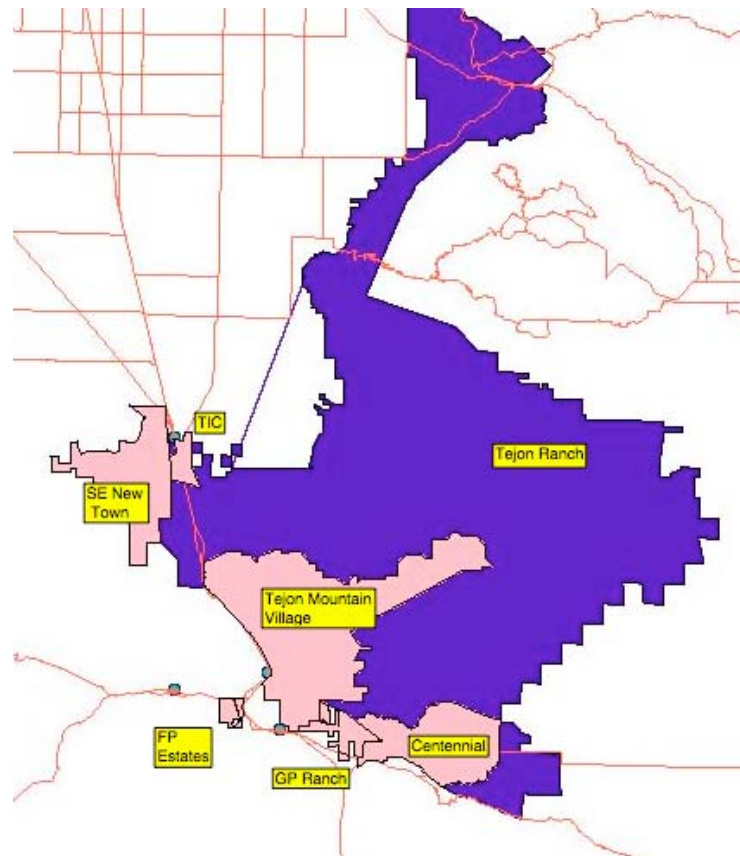 TIC
Tejon Ranch
SE New
Town
Tejon Mountain
Village
FP
Estates
Centennial
GP Ranch